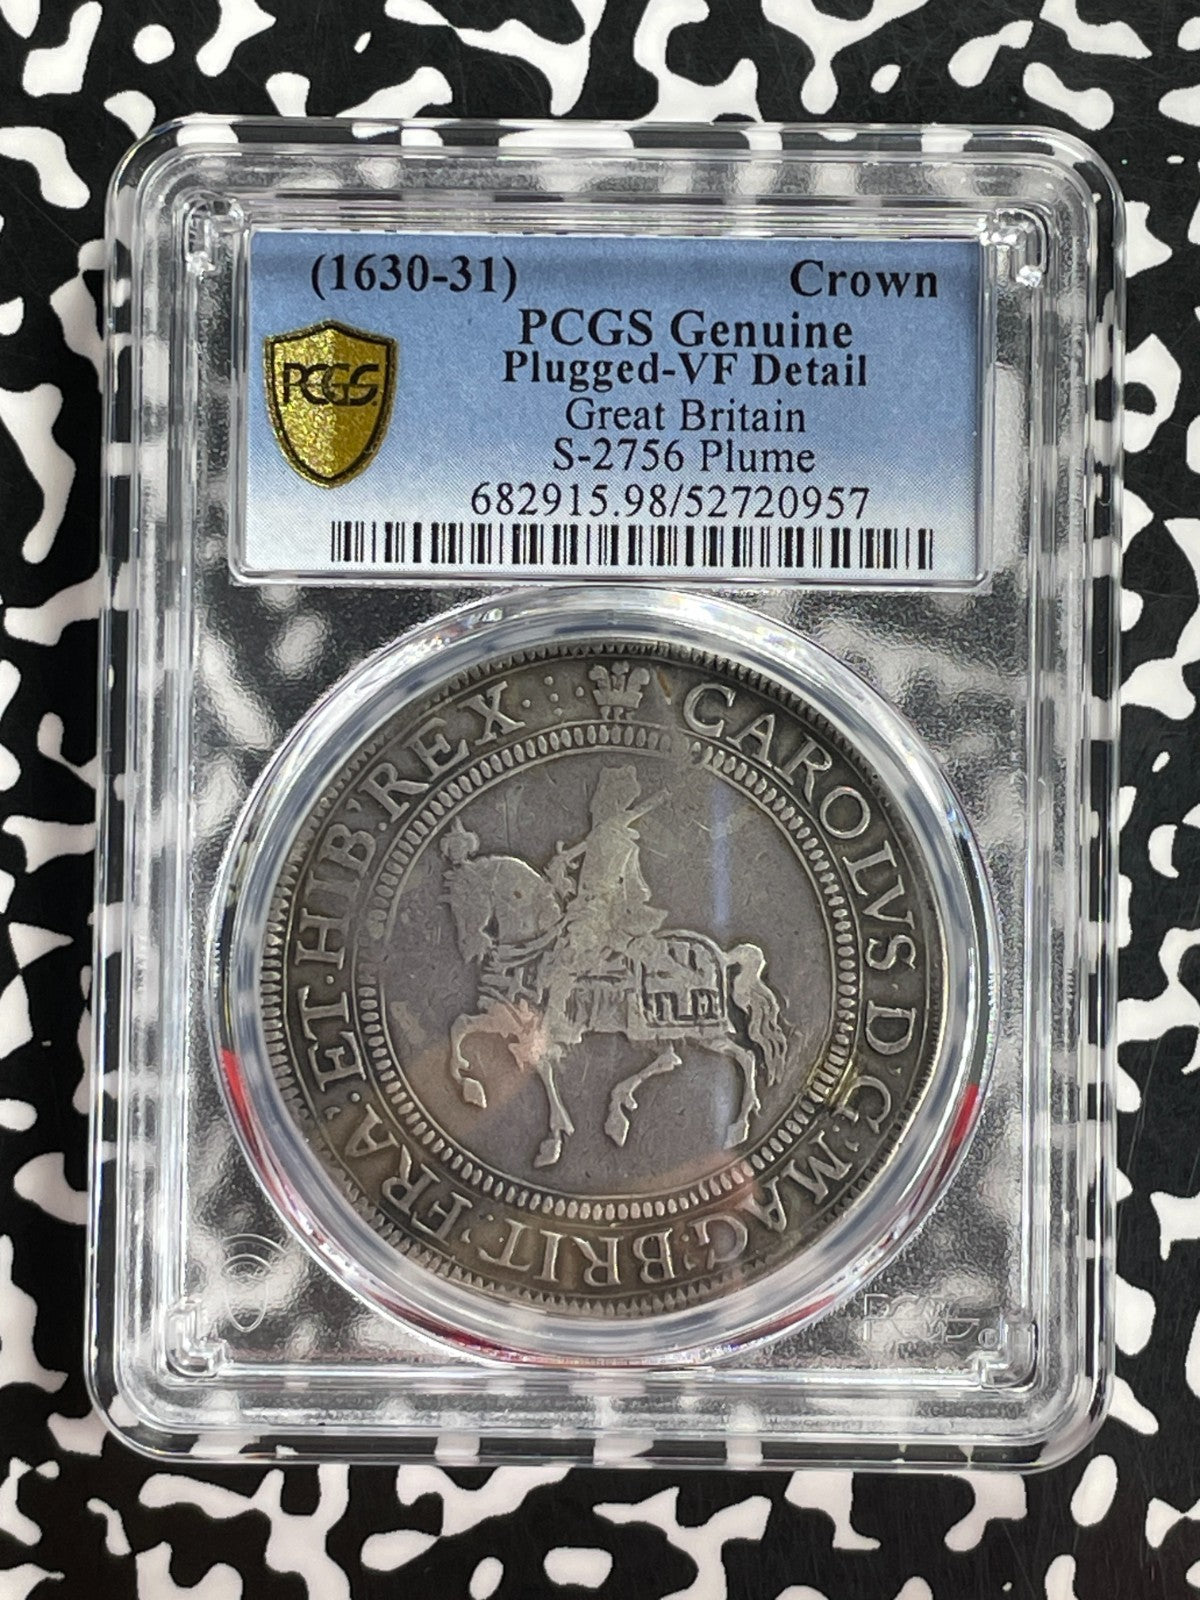 (1630-31) Crown
PCGS Genuine
Plugged-VF Detail
Great Britain
S-2756 Plume
682915.98/52720957
PCGS
CAROLVS·D'·G':MAG:BRIT':FRA':ET·HIB':REX·
PCGS